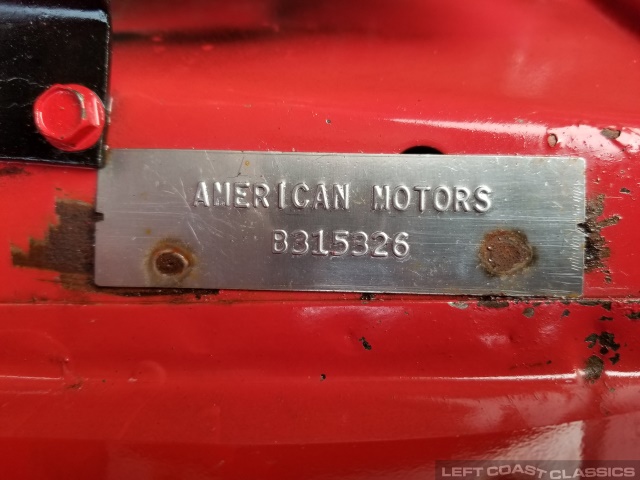 AMERICAN MOTORS
B315326
LEFT COAST CLASSICS